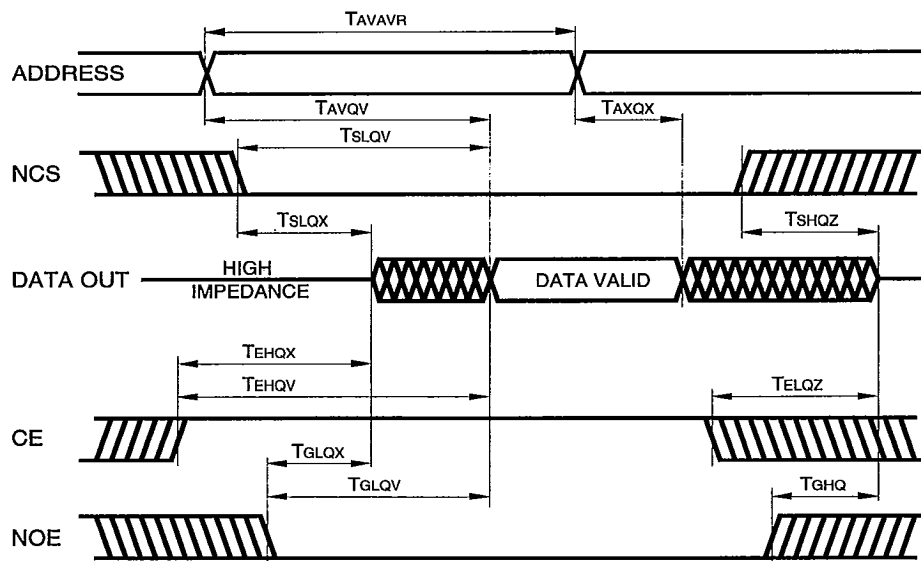 TAVAVR
ADDRESS
TAVQV
TAXQX
TSLQV
NCS
TSLQX
TSHQZ
DATA OUT
HIGH
IMPEDANCE
DATA VALID
TEHQX
TEHQV
TELQZ
CE
TGLQX
TGLQV
TGHQ
NOE